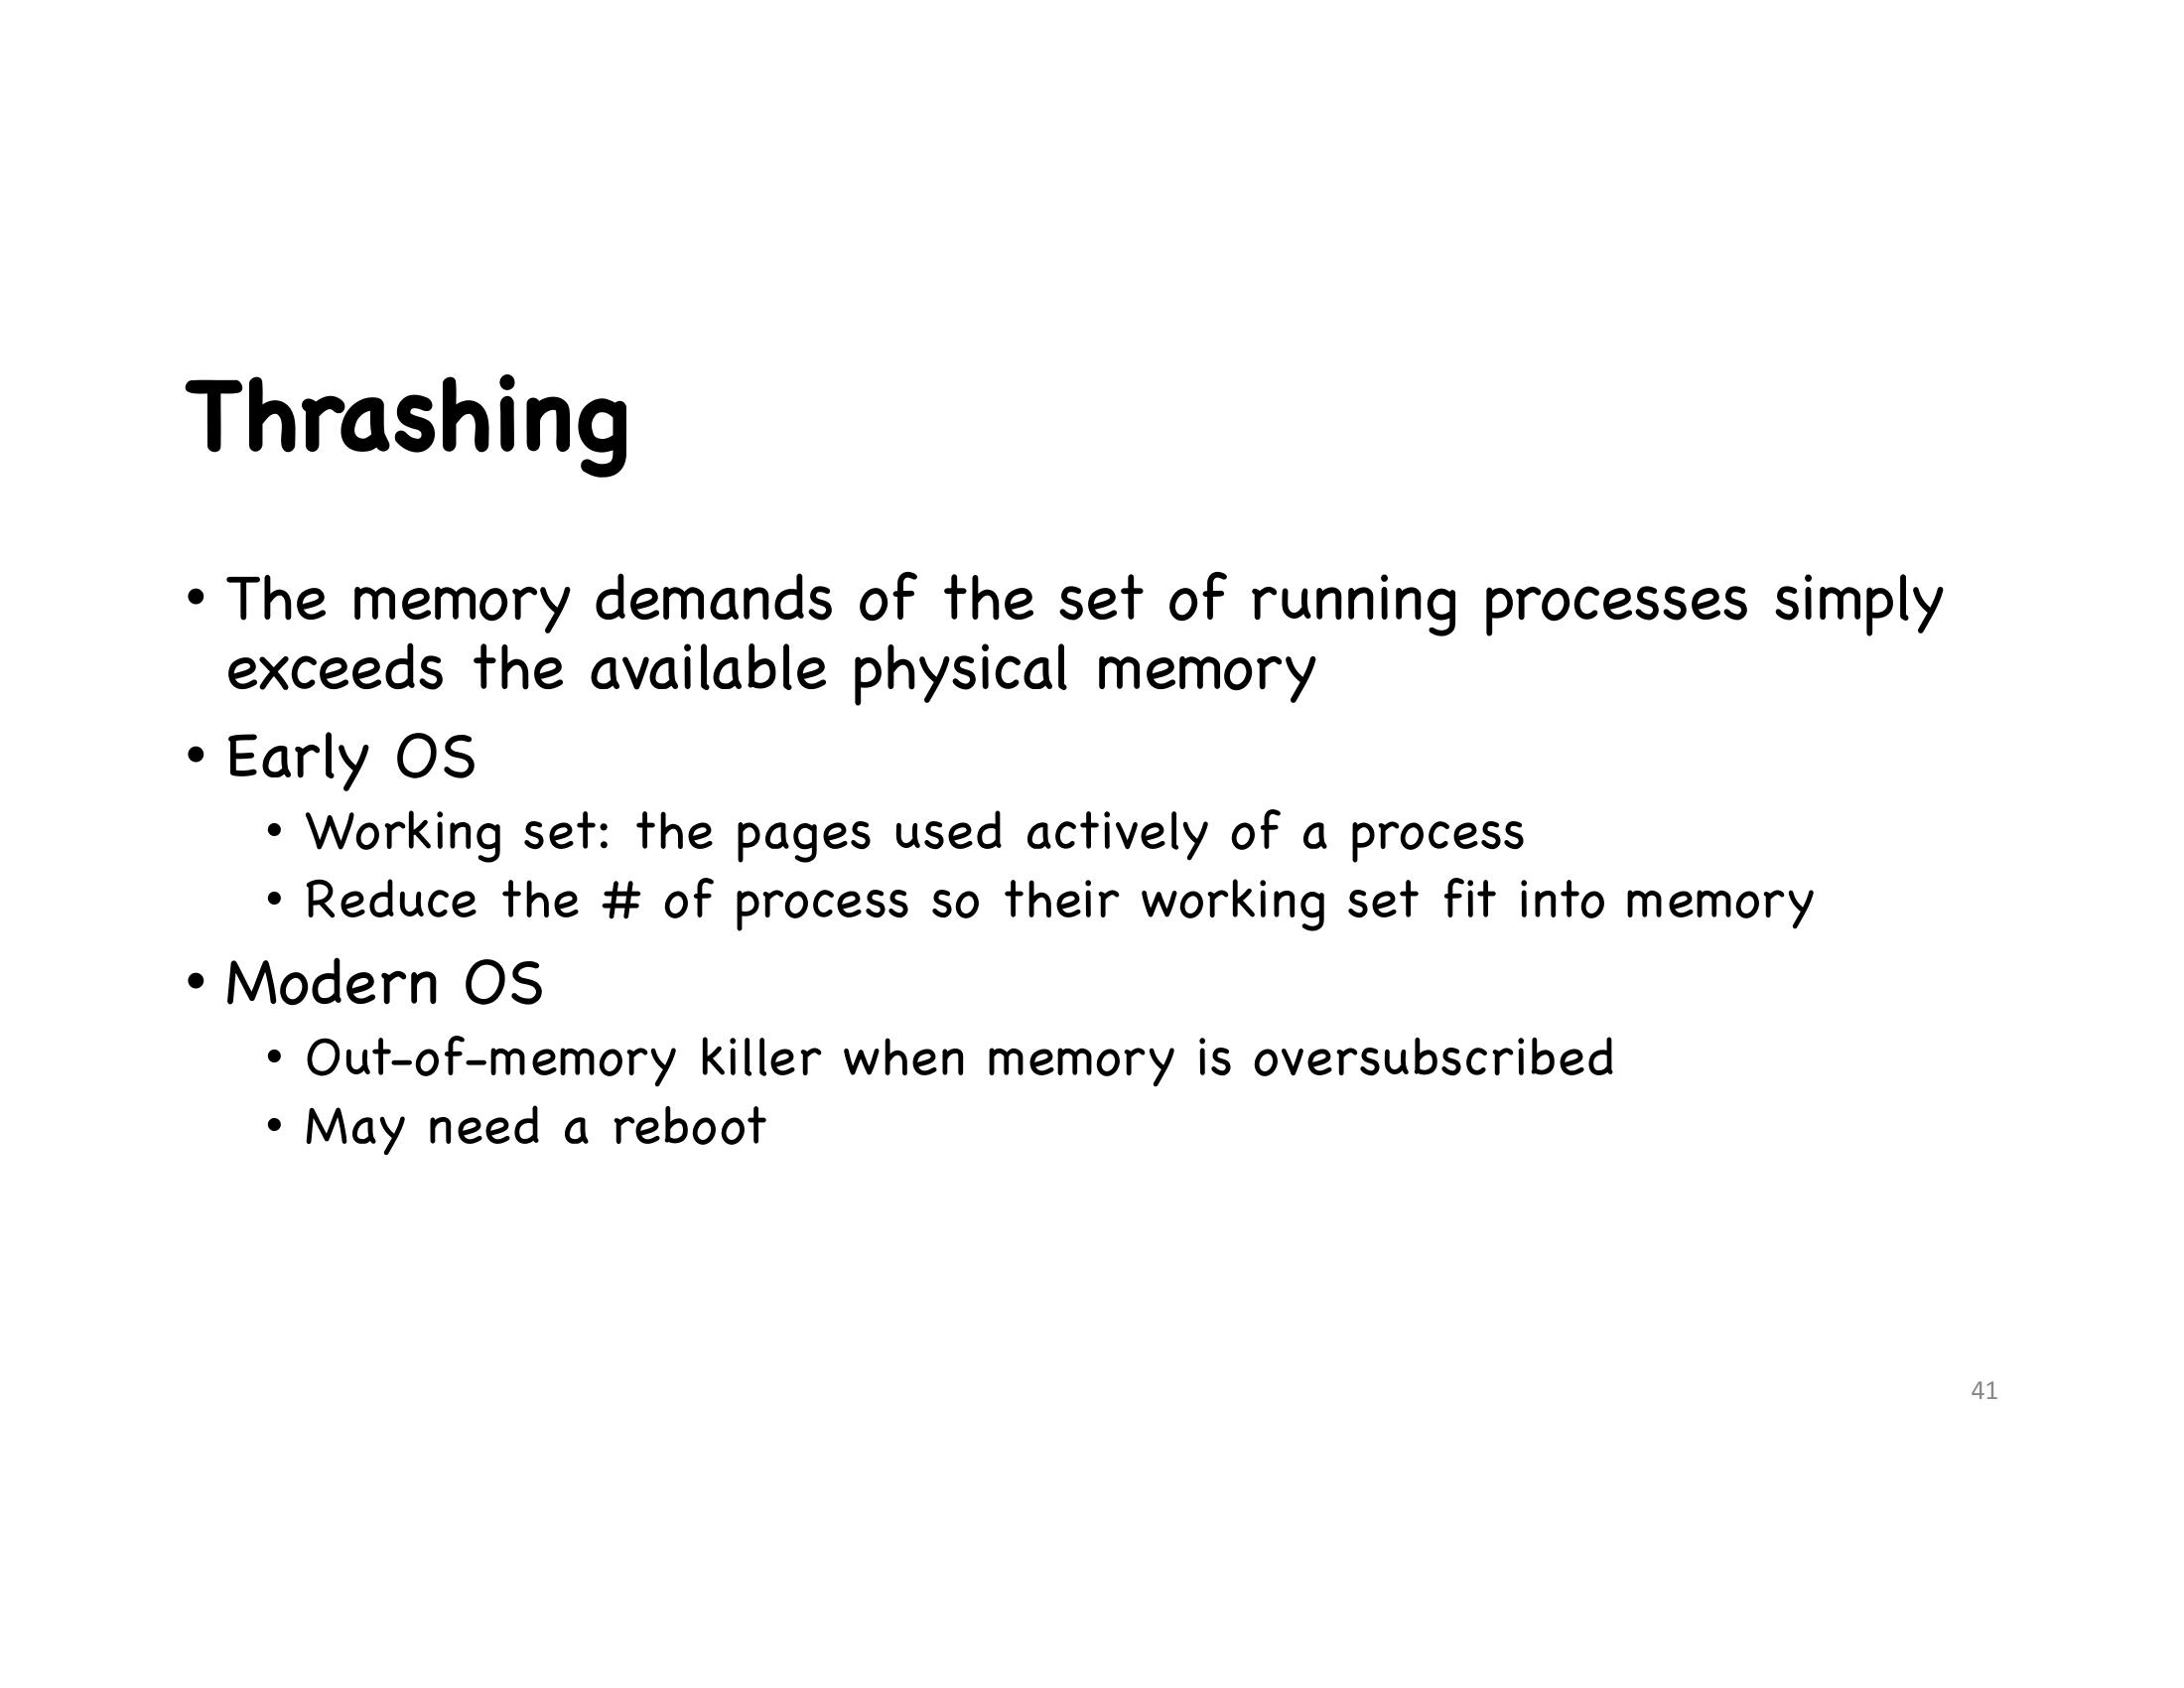 Thrashing
• The memory demands of the set of running processes simply
exceeds the available physical memory
• Early OS
• Working set: the pages used actively of a process
• Reduce the # of process so their working set fit into memory
• Modern OS
• Out-of-memory killer when memory is oversubscribed
• May need a reboot
41